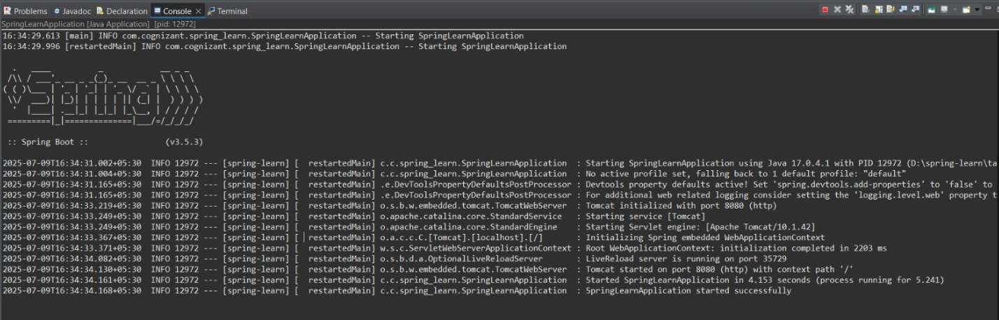 Problems Javadoc Declaration Console Terminal
SpringLearnApplication [Java Application] [pid: 12972]
16:34:29.613 [main] INFO com.cognizant.spring_learn.SpringLearnApplication -- Starting SpringLearnApplication
16:34:29.996 [restartedMain] INFO com.cognizant.spring_learn.SpringLearnApplication -- Starting SpringLearnApplication
  .   ____          _            __ _ _
 /\\ / ___'_ __ _ _(_)_ __  __ _ \ \ \ \
( ( )\___ | '_ | '_| | '_ \/ _` | \ \ \ \
 \\/  ___)| |_)| | | | | || (_| |  ) ) ) )
  '  |____| .__|_| |_|_| |_\__, | / / / /
 =========|_|==============|___/=/_/_/_/
 :: Spring Boot ::                (v3.5.3)
2025-07-09T16:34:31.002+05:30  INFO 12972 --- [spring-learn] [  restartedMain] c.c.spring_learn.SpringLearnApplication  : Starting SpringLearnApplication using Java 17.0.4.1 with PID 12972 (D:\spring-learn\ta
2025-07-09T16:34:31.004+05:30  INFO 12972 --- [spring-learn] [  restartedMain] c.c.spring_learn.SpringLearnApplication  : No active profile set, falling back to 1 default profile: "default"
2025-07-09T16:34:31.165+05:30  INFO 12972 --- [spring-learn] [  restartedMain] .e.DevToolsPropertyDefaultsPostProcessor : Devtools property defaults active! Set 'spring.devtools.add-properties' to 'false' to
2025-07-09T16:34:31.165+05:30  INFO 12972 --- [spring-learn] [  restartedMain] .e.DevToolsPropertyDefaultsPostProcessor : For additional web related logging consider setting the 'logging.level.web' property t
2025-07-09T16:34:33.219+05:30  INFO 12972 --- [spring-learn] [  restartedMain] o.s.b.w.embedded.tomcat.TomcatWebServer  : Tomcat initialized with port 8080 (http)
2025-07-09T16:34:33.249+05:30  INFO 12972 --- [spring-learn] [  restartedMain] o.apache.catalina.core.StandardService   : Starting service [Tomcat]
2025-07-09T16:34:33.249+05:30  INFO 12972 --- [spring-learn] [  restartedMain] o.apache.catalina.core.StandardEngine    : Starting Servlet engine: [Apache Tomcat/10.1.42]
2025-07-09T16:34:33.367+05:30  INFO 12972 --- [spring-learn] [  restartedMain] o.a.c.c.C.[Tomcat].[localhost].[/]       : Initializing Spring embedded WebApplicationContext
2025-07-09T16:34:33.371+05:30  INFO 12972 --- [spring-learn] [  restartedMain] w.s.c.ServletWebServerApplicationContext : Root WebApplicationContext: initialization completed in 2203 ms
2025-07-09T16:34:34.082+05:30  INFO 12972 --- [spring-learn] [  restartedMain] o.s.b.d.a.OptionalLiveReloadServer       : LiveReload server is running on port 35729
2025-07-09T16:34:34.130+05:30  INFO 12972 --- [spring-learn] [  restartedMain] o.s.b.w.embedded.tomcat.TomcatWebServer  : Tomcat started on port 8080 (http) with context path '/'
2025-07-09T16:34:34.161+05:30  INFO 12972 --- [spring-learn] [  restartedMain] c.c.spring_learn.SpringLearnApplication  : Started SpringLearnApplication in 4.153 seconds (process running for 5.241)
2025-07-09T16:34:34.168+05:30  INFO 12972 --- [spring-learn] [  restartedMain] c.c.spring_learn.SpringLearnApplication  : SpringLearnApplication started successfully